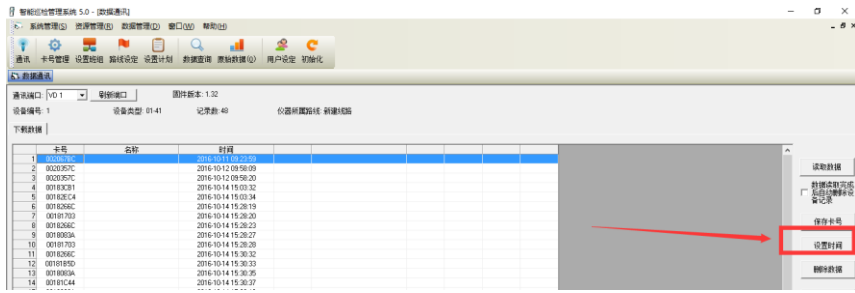 智能巡检管理系统 5.0 - [数据通讯]
系统管理(S) 资源管理(R) 数据管理(D) 窗口(W) 帮助(H)
通讯 卡号管理 设置班组 路线设定 设置计划 数据查询 原始数据(Q) 用户设定 初始化
数据通讯
通讯端口: VD 1 刷新端口 固件版本: 1.32
设备编号: 1 设备类型: 01-41 记录数: 48 仪器所属路线: 新建线路
下载数据
卡号 名称 时间
1 0020678C 2016-10-11 09:23:59
2 0020357C 2016-10-12 09:58:09
3 0020357C 2016-10-12 09:58:20
4 00183CB1 2016-10-14 15:03:32
5 00182EC4 2016-10-14 15:03:34
6 0018266C 2016-10-14 15:28:19
7 00181703 2016-10-14 15:28:20
8 0018266C 2016-10-14 15:28:23
9 0018083A 2016-10-14 15:28:27
10 00181703 2016-10-14 15:28:28
11 0018266C 2016-10-14 15:30:32
12 0018185D 2016-10-14 15:30:33
13 0018083A 2016-10-14 15:30:35
14 00181C44 2016-10-14 15:30:37
读取数据
数据读取完成
后自动删除设
备记录
保存卡号
设置时间
删除数据